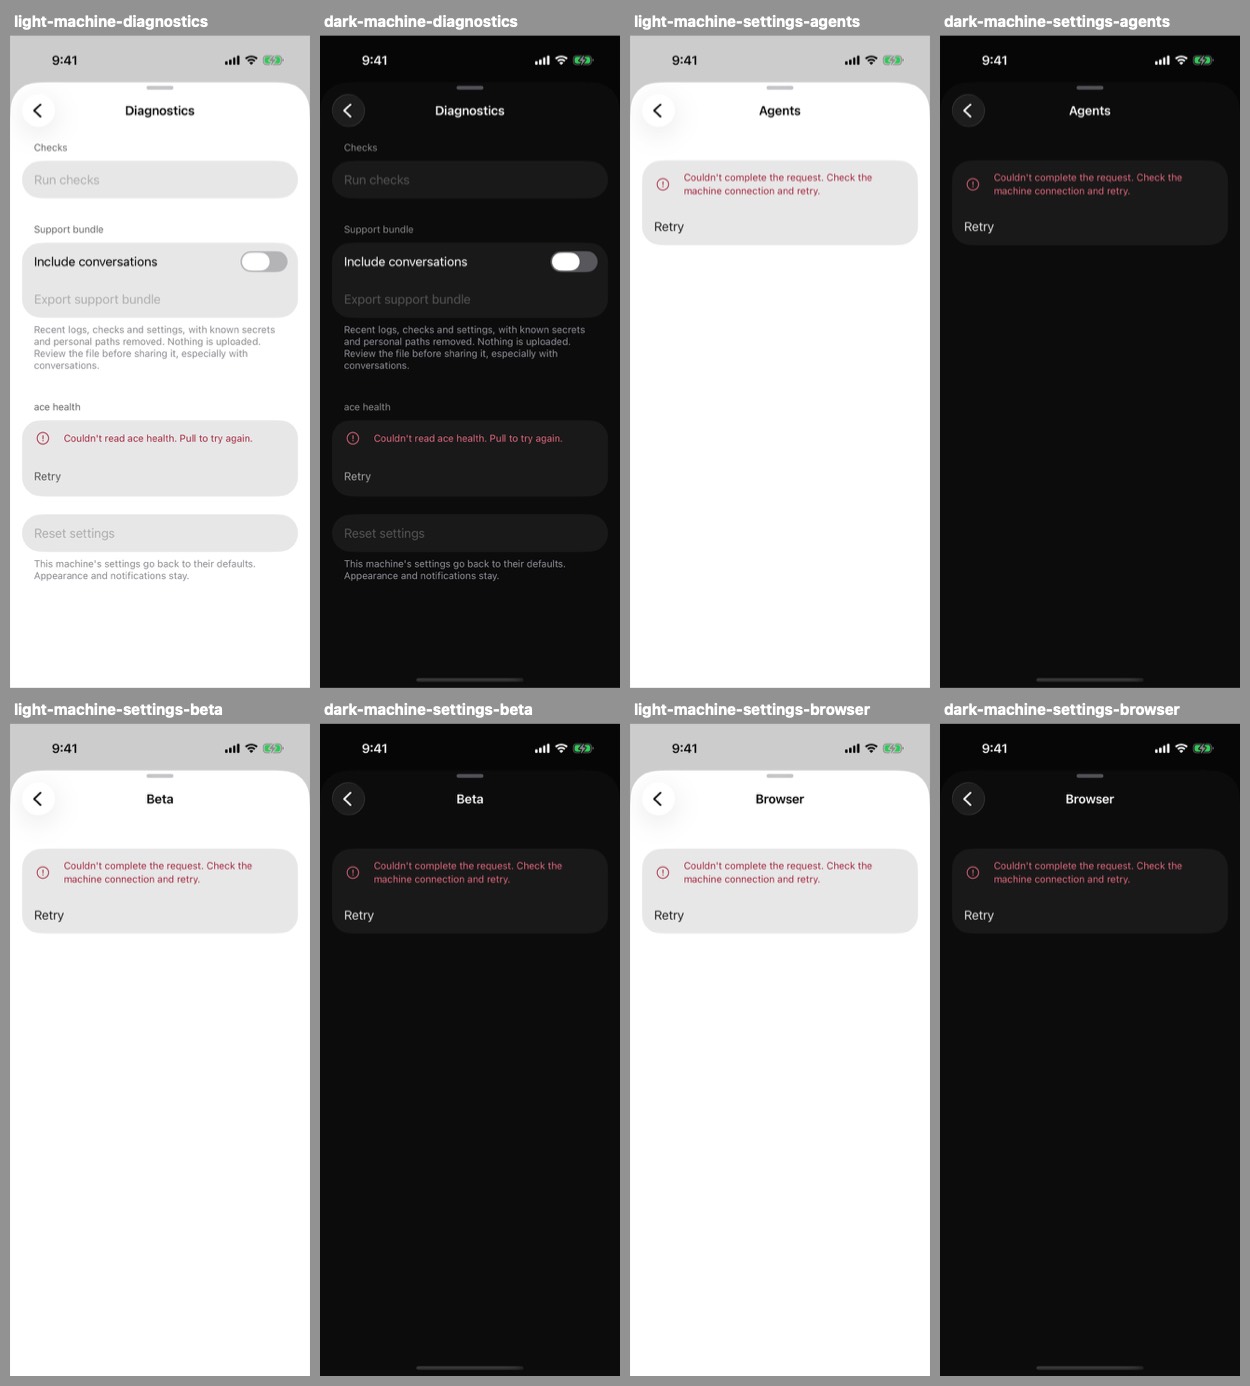 light-machine-diagnostics
9:41
Diagnostics
Checks
Run checks
Support bundle
Include conversations
Export support bundle
Recent logs, checks and settings, with known secrets
and personal paths removed. Nothing is uploaded.
Review the file before sharing it, especially with
conversations.
ace health
Couldn't read ace health. Pull to try again.
Retry
Reset settings
This machine's settings go back to their defaults.
Appearance and notifications stay.
dark-machine-diagnostics
9:41
Diagnostics
Checks
Run checks
Support bundle
Include conversations
Export support bundle
Recent logs, checks and settings, with known secrets
and personal paths removed. Nothing is uploaded.
Review the file before sharing it, especially with
conversations.
ace health
Couldn't read ace health. Pull to try again.
Retry
Reset settings
This machine's settings go back to their defaults.
Appearance and notifications stay.
light-machine-settings-agents
9:41
Agents
Couldn't complete the request. Check the
machine connection and retry.
Retry
dark-machine-settings-agents
9:41
Agents
Couldn't complete the request. Check the
machine connection and retry.
Retry
light-machine-settings-beta
9:41
Beta
Couldn't complete the request. Check the
machine connection and retry.
Retry
dark-machine-settings-beta
9:41
Beta
Couldn't complete the request. Check the
machine connection and retry.
Retry
light-machine-settings-browser
9:41
Browser
Couldn't complete the request. Check the
machine connection and retry.
Retry
dark-machine-settings-browser
9:41
Browser
Couldn't complete the request. Check the
machine connection and retry.
Retry